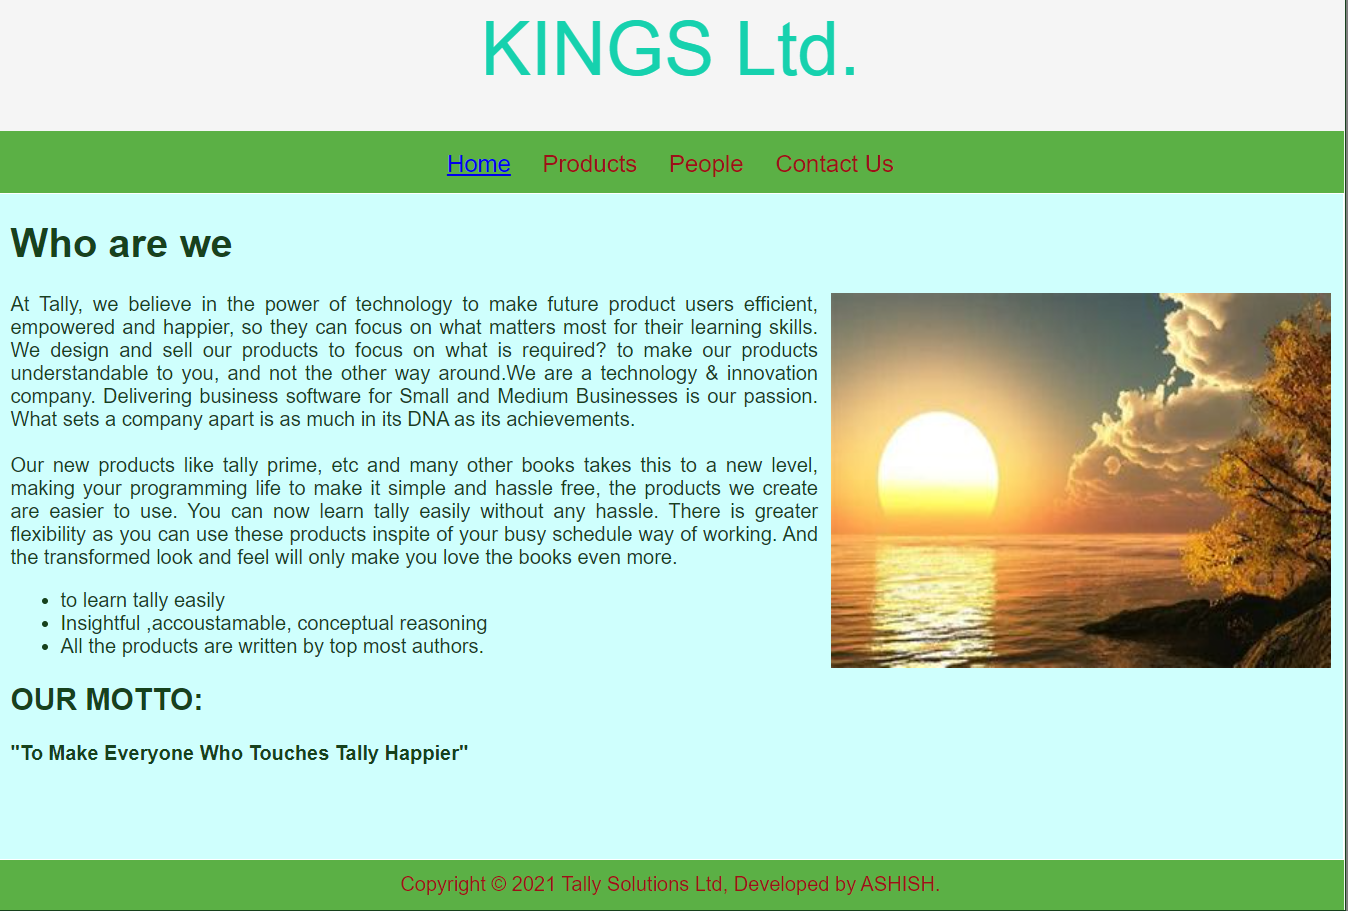 KINGS Ltd.
Home Products People Contact Us
Who are we
At Tally, we believe in the power of technology to make future product users efficient,
empowered and happier, so they can focus on what matters most for their learning skills.
We design and sell our products to focus on what is required? to make our products
understandable to you, and not the other way around.We are a technology & innovation
company. Delivering business software for Small and Medium Businesses is our passion.
What sets a company apart is as much in its DNA as its achievements.
Our new products like tally prime, etc and many other books takes this to a new level,
making your programming life to make it simple and hassle free, the products we create
are easier to use. You can now learn tally easily without any hassle. There is greater
flexibility as you can use these products inspite of your busy schedule way of working. And
the transformed look and feel will only make you love the books even more.
• to learn tally easily
• Insightful ,accoustamable, conceptual reasoning
• All the products are written by top most authors.
OUR MOTTO:
"To Make Everyone Who Touches Tally Happier"
Copyright © 2021 Tally Solutions Ltd, Developed by ASHISH.